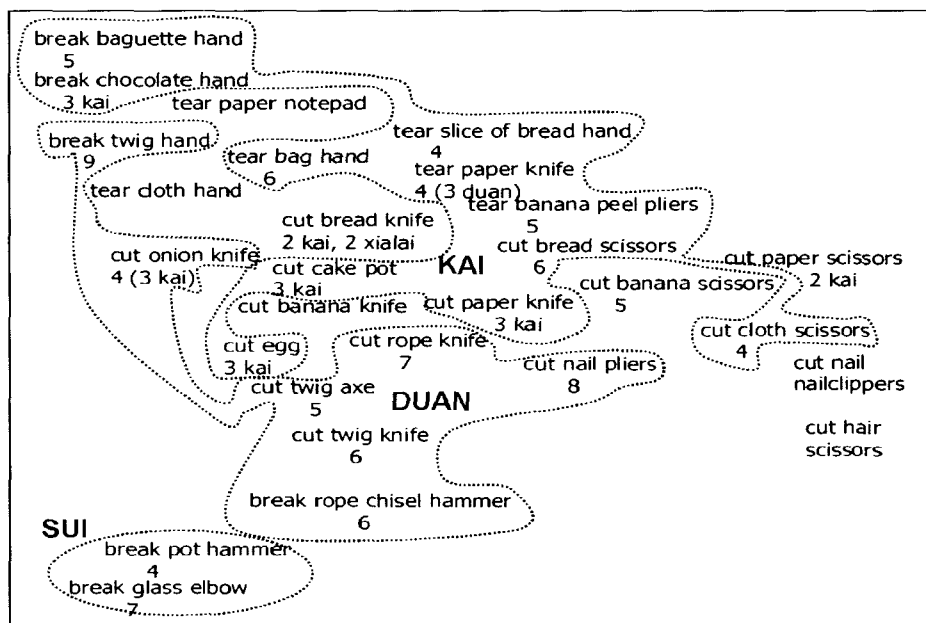 break baguette hand
5
break chocolate hand
3 kai
tear paper notepad
break twig hand
9
tear slice of bread hand
4
tear bag hand
6
tear paper knife
4 (3 duan)
tear cloth hand
tear banana peel pliers
5
cut bread knife
2 kai, 2 xialai
cut onion knife
4 (3 kai)
cut bread scissors
6
KAI
cut paper scissors
2 kai
cut cake pot
3 kai
cut banana scissors
5
cut banana knife
cut paper knife
3 kai
cut cloth scissors
4
cut egg
3 kai
cut rope knife
7
cut nail pliers
8
cut nail
nailclippers
cut twig axe
5
DUAN
cut twig knife
6
cut hair
scissors
break rope chisel hammer
6
SUI
break pot hammer
4
break glass elbow
7